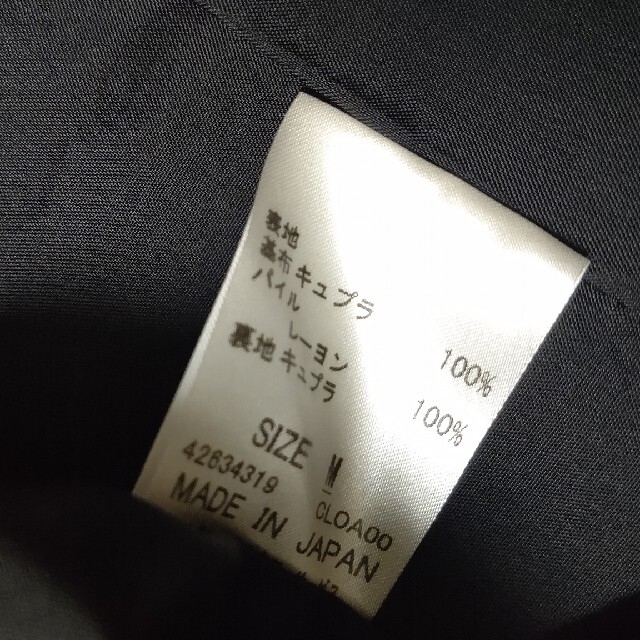 表地
基布キュプラ
パイル
レーヨン 100%
裏地キュプラ 100%
SIZE M
42634319 CLOA00
MADE IN JAPAN